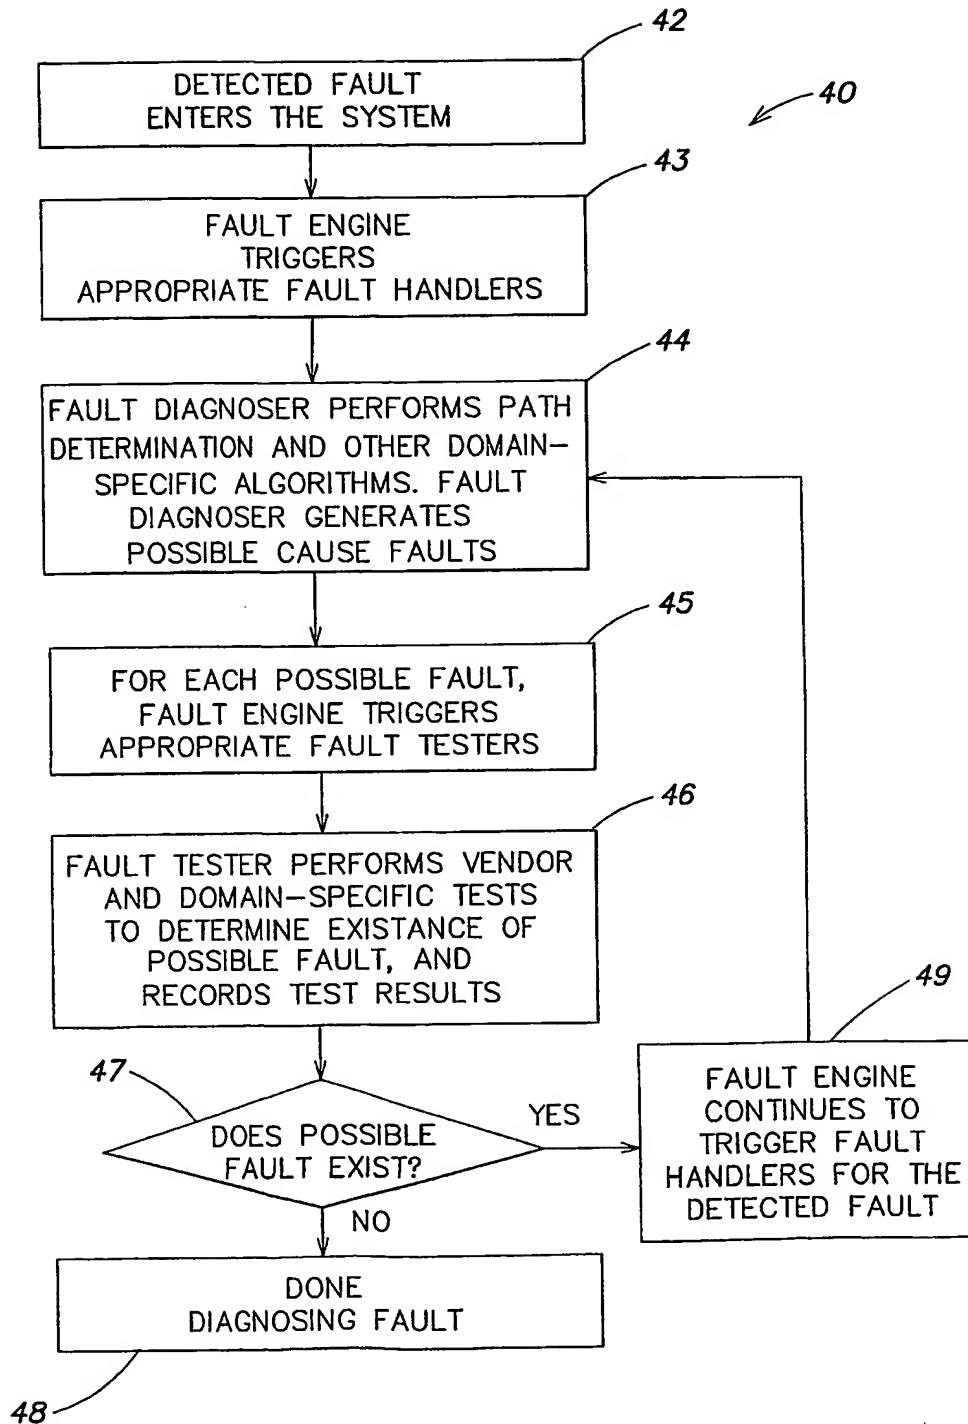 42
DETECTED FAULT
ENTERS THE SYSTEM
40
43
FAULT ENGINE
TRIGGERS
APPROPRIATE FAULT HANDLERS
44
FAULT DIAGNOSER PERFORMS PATH
DETERMINATION AND OTHER DOMAIN–
SPECIFIC ALGORITHMS. FAULT
DIAGNOSER GENERATES
POSSIBLE CAUSE FAULTS
45
FOR EACH POSSIBLE FAULT,
FAULT ENGINE TRIGGERS
APPROPRIATE FAULT TESTERS
46
FAULT TESTER PERFORMS VENDOR
AND DOMAIN–SPECIFIC TESTS
TO DETERMINE EXISTANCE OF
POSSIBLE FAULT, AND
RECORDS TEST RESULTS
47
DOES POSSIBLE
FAULT EXIST?
YES
49
FAULT ENGINE
CONTINUES TO
TRIGGER FAULT
HANDLERS FOR THE
DETECTED FAULT
NO
DONE
DIAGNOSING FAULT
48